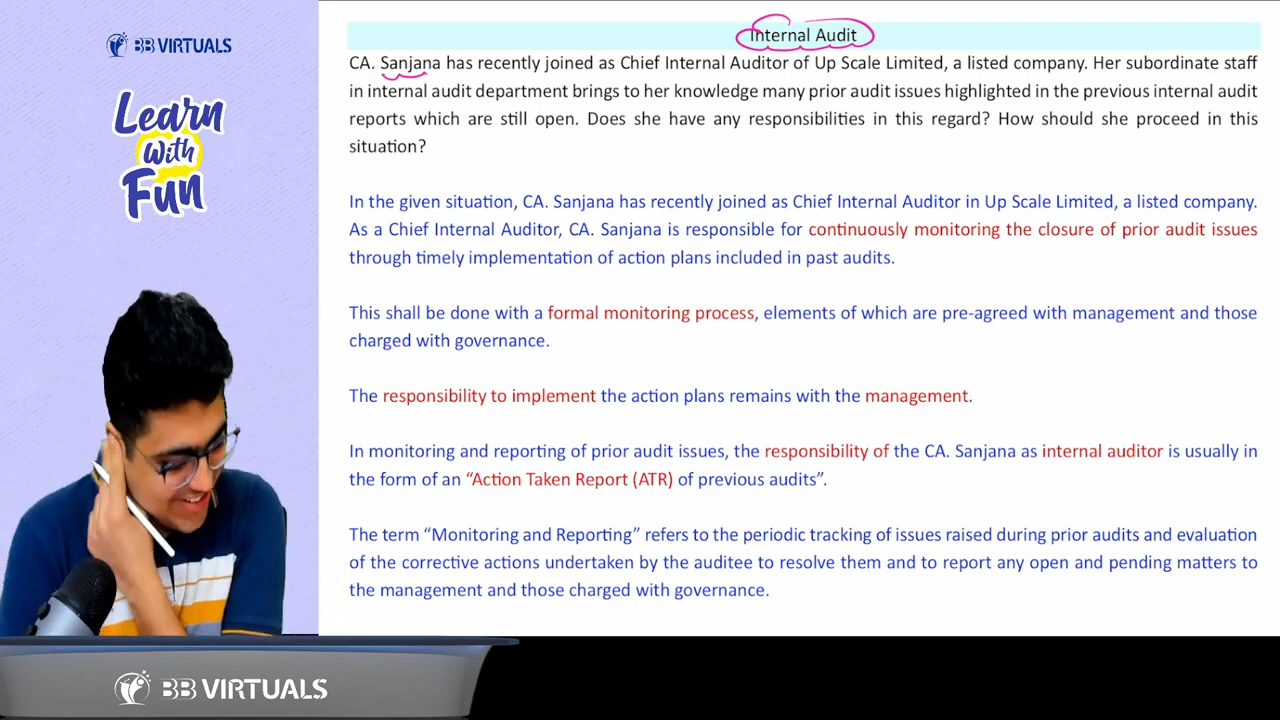 BB VIRTUALS
Learn
With
Fun
Internal Audit
CA. Sanjana has recently joined as Chief Internal Auditor of Up Scale Limited, a listed company. Her subordinate staff
in internal audit department brings to her knowledge many prior audit issues highlighted in the previous internal audit
reports which are still open. Does she have any responsibilities in this regard? How should she proceed in this
situation?
In the given situation, CA. Sanjana has recently joined as Chief Internal Auditor in Up Scale Limited, a listed company.
As a Chief Internal Auditor, CA. Sanjana is responsible for continuously monitoring the closure of prior audit issues
through timely implementation of action plans included in past audits.
This shall be done with a formal monitoring process, elements of which are pre-agreed with management and those
charged with governance.
The responsibility to implement the action plans remains with the management.
In monitoring and reporting of prior audit issues, the responsibility of the CA. Sanjana as internal auditor is usually in
the form of an “Action Taken Report (ATR) of previous audits”.
The term “Monitoring and Reporting” refers to the periodic tracking of issues raised during prior audits and evaluation
of the corrective actions undertaken by the auditee to resolve them and to report any open and pending matters to
the management and those charged with governance.
BB VIRTUALS